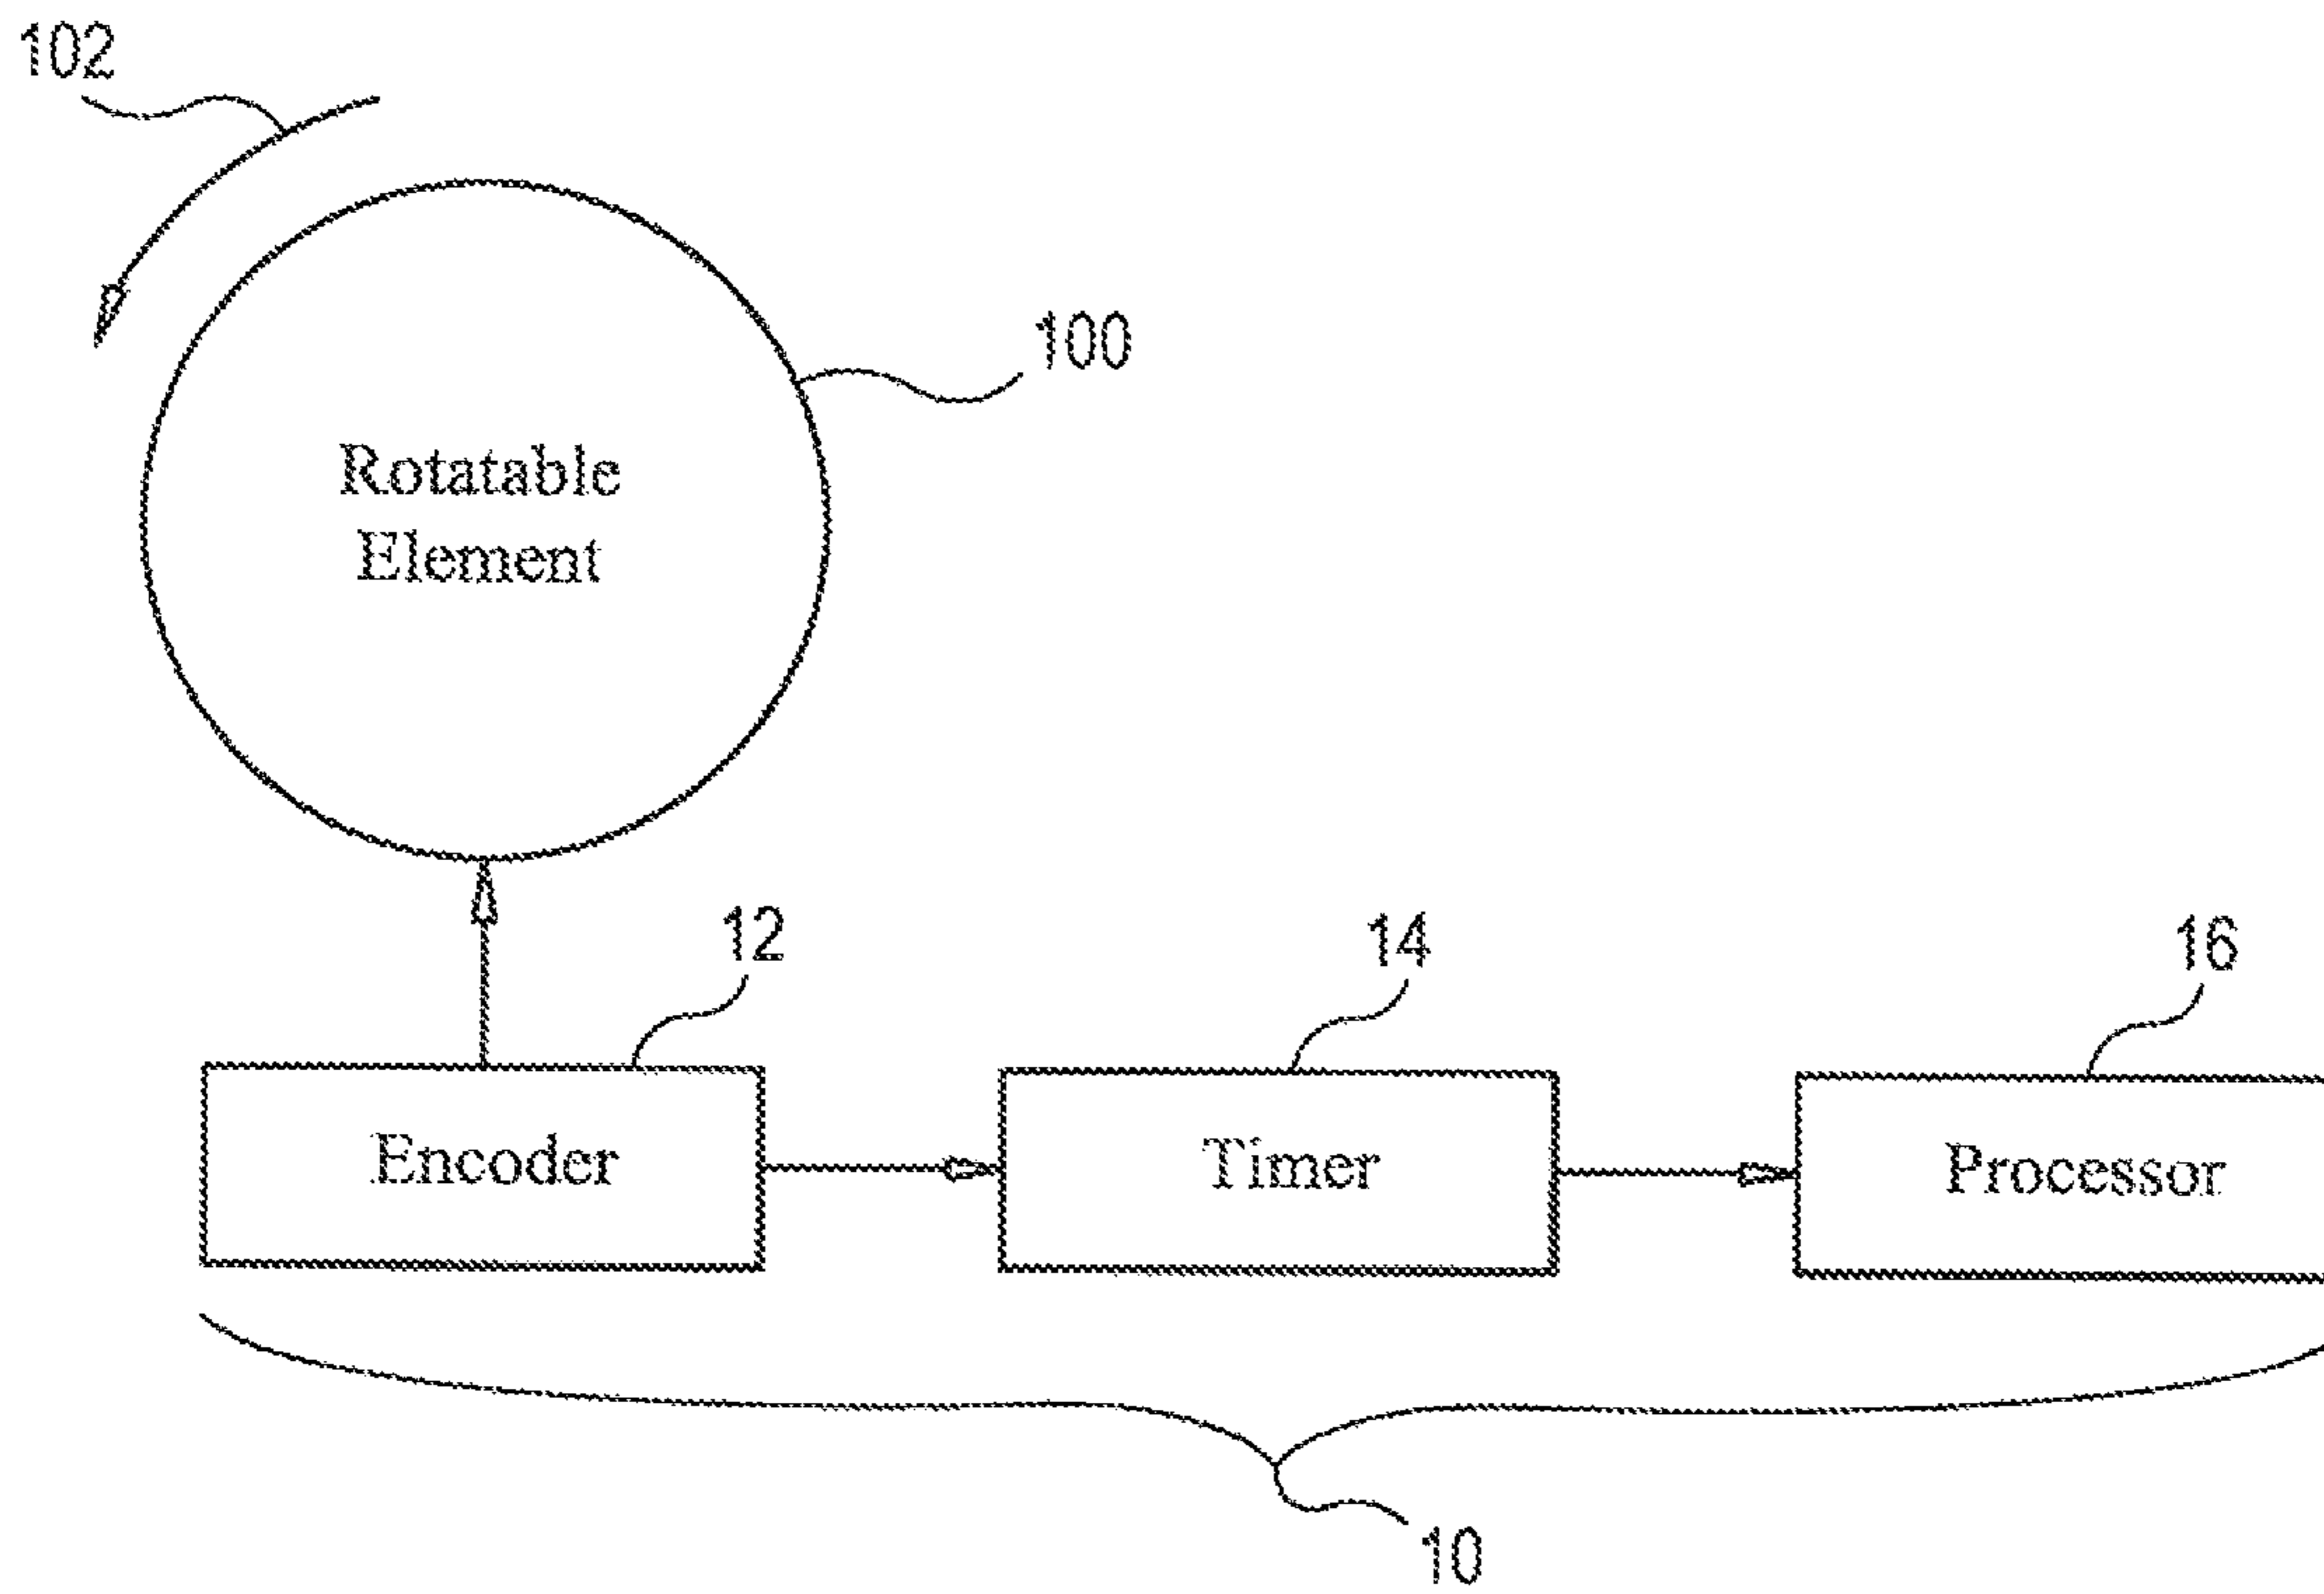 102
100
Rotatable
Element
12
14
16
Encoder
Timer
Processor
10